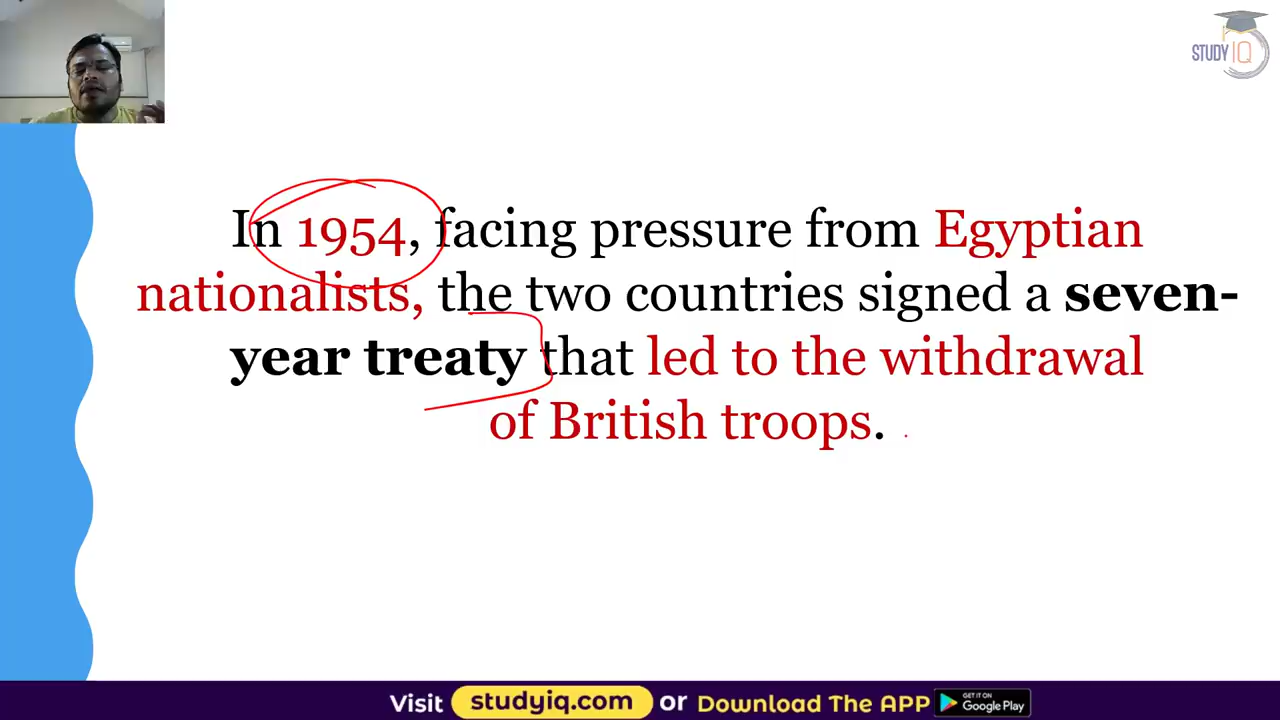 STUDY IQ
In 1954, facing pressure from Egyptian
nationalists, the two countries signed a seven-
year treaty that led to the withdrawal
of British troops.
Visit studyiq.com or Download The APP GET IT ON Google Play